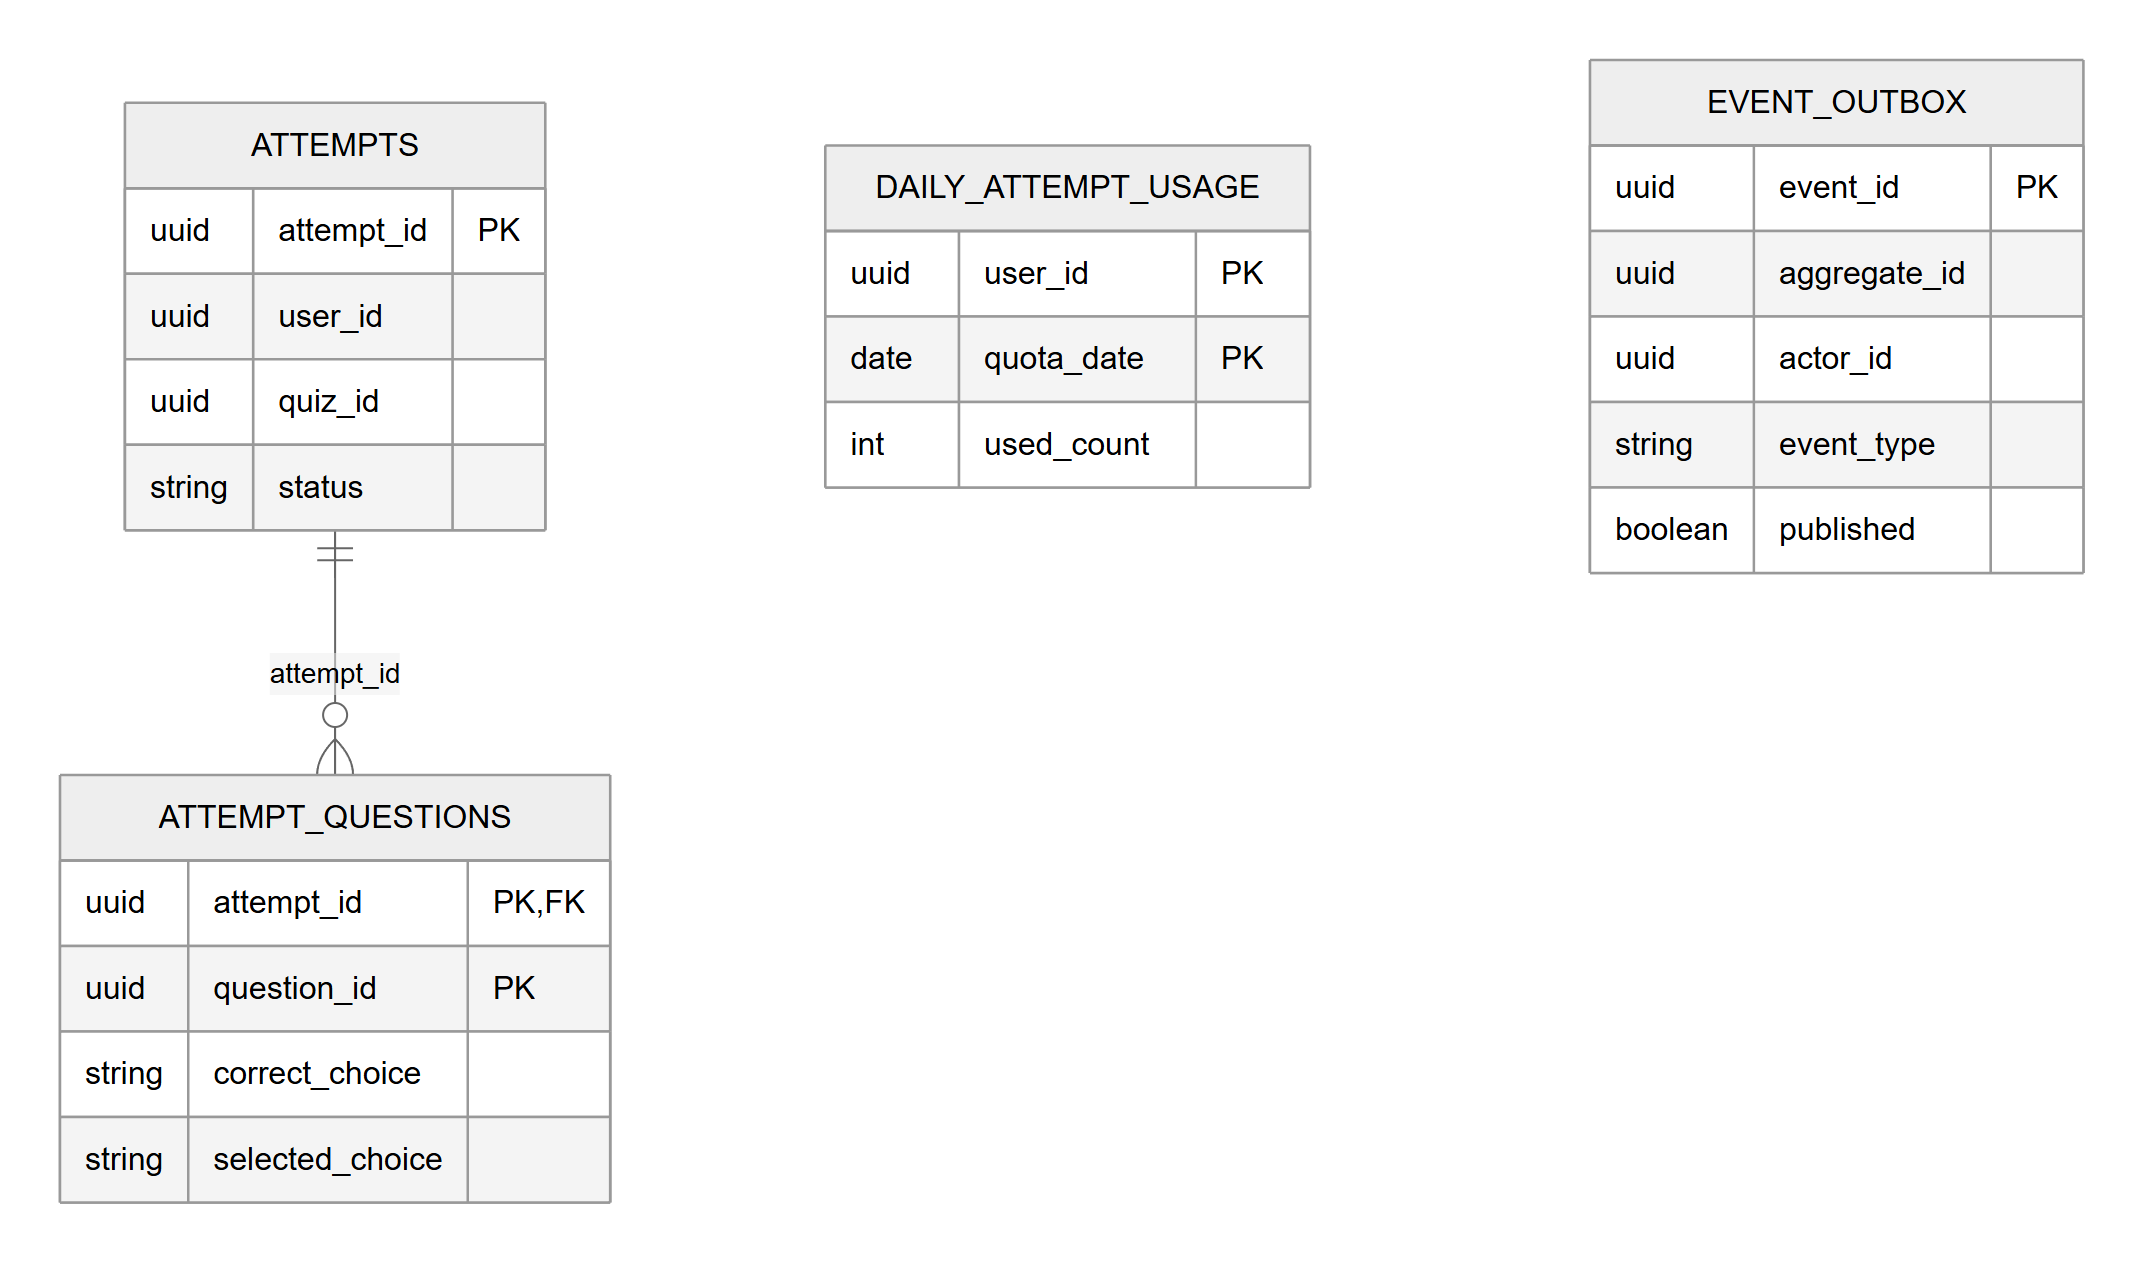 ATTEMPTS
uuid attempt_id PK
uuid user_id
uuid quiz_id
string status
attempt_id
ATTEMPT_QUESTIONS
uuid attempt_id PK,FK
uuid question_id PK
string correct_choice
string selected_choice
DAILY_ATTEMPT_USAGE
uuid user_id PK
date quota_date PK
int used_count
EVENT_OUTBOX
uuid event_id PK
uuid aggregate_id
uuid actor_id
string event_type
boolean published